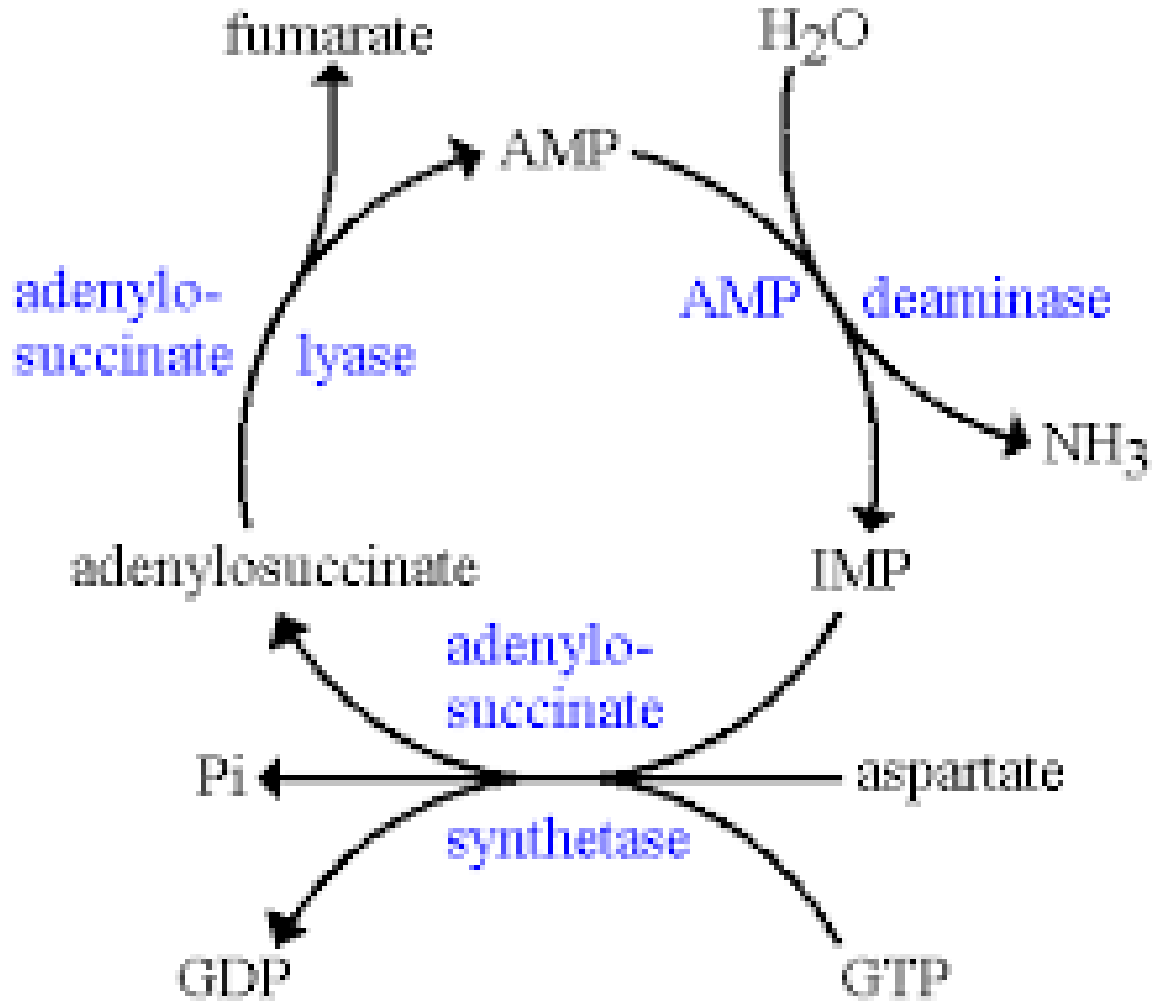 fumarate
H₂O
AMP
adenylo-
succinate
lyase
AMP deaminase
NH₃
adenylosuccinate
IMP
adenylo-
succinate
Pi
aspartate
synthetase
GDP
GTP